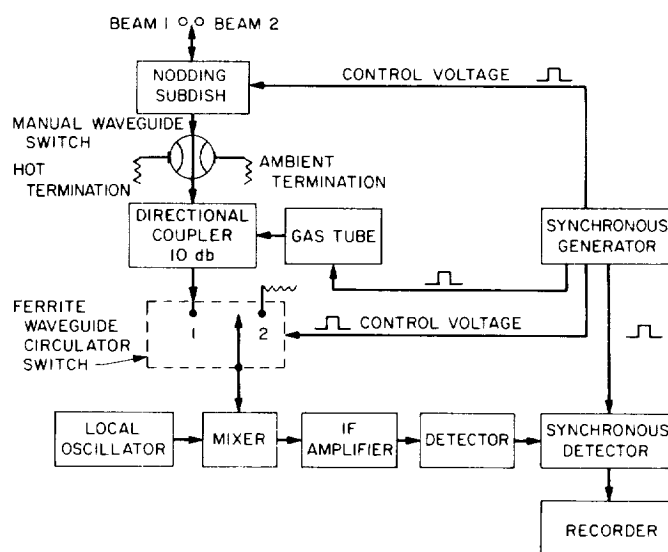 BEAM 1 BEAM 2
NODDING
SUBDISH
CONTROL VOLTAGE
MANUAL WAVEGUIDE
SWITCH
HOT
TERMINATION
AMBIENT
TERMINATION
DIRECTIONAL
COUPLER
10 db
GAS TUBE
SYNCHRONOUS
GENERATOR
FERRITE
WAVEGUIDE
CIRCULATOR
SWITCH
1
2
CONTROL VOLTAGE
LOCAL
OSCILLATOR
MIXER
IF
AMPLIFIER
DETECTOR
SYNCHRONOUS
DETECTOR
RECORDER